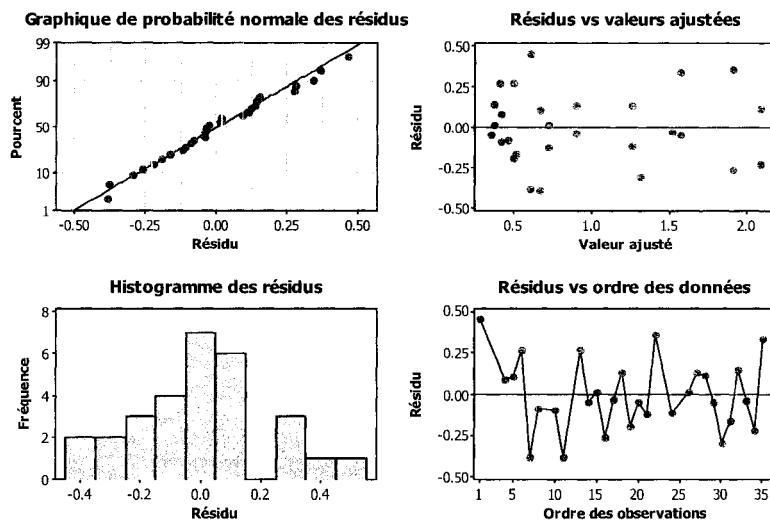 Graphique de probabilité normale des résidus
99
90
50
10
1
Pourcent
-0.50 -0.25 0.00 0.25 0.50
Résidu
Résidus vs valeurs ajustées
0.50
0.25
0.00
-0.25
-0.50
Résidu
0.5 1.0 1.5 2.0
Valeur ajusté
Histogramme des résidus
8
6
4
2
0
Fréquence
-0.4 -0.2 0.0 0.2 0.4
Résidu
Résidus vs ordre des données
0.50
0.25
0.00
-0.25
-0.50
Résidu
1 5 10 15 20 25 30 35
Ordre des observations